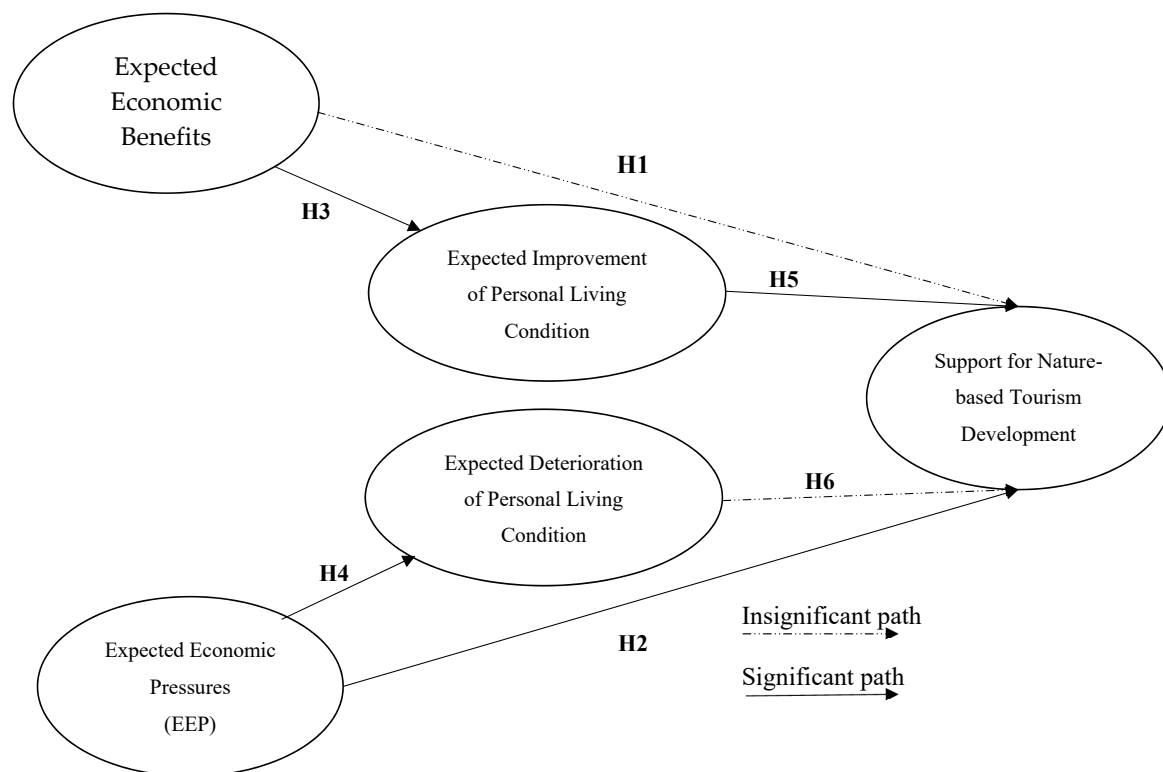 Expected
Economic
Benefits
H1
H3
Expected Improvement
of Personal Living
Condition
H5
Support for Nature-
based Tourism
Development
Expected Deterioration
of Personal Living
Condition
H6
H4
Expected Economic
Pressures
(EEP)
H2
Insignificant path
Significant path